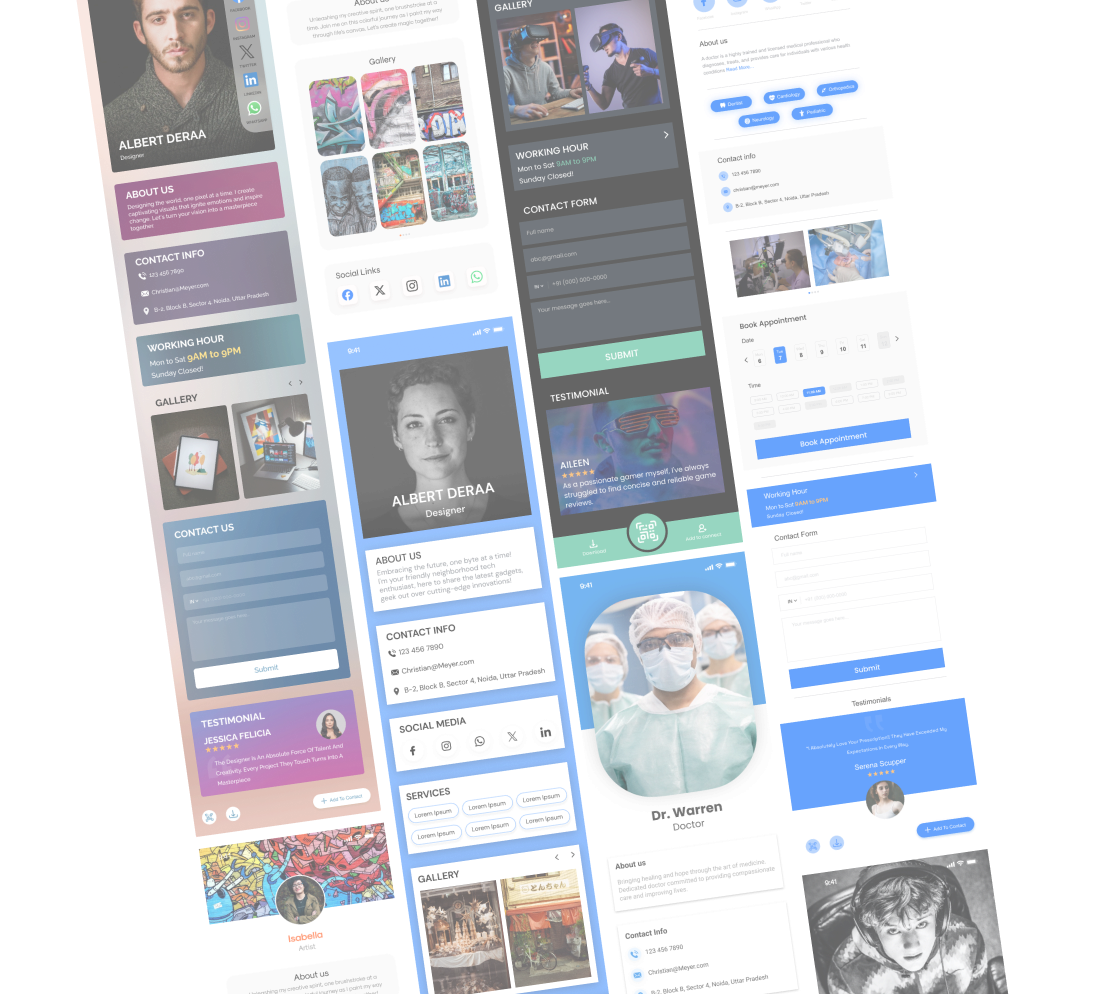 FACEBOOK
INSTAGRAM
TWITTER
LINKEDIN
WHATSAPP
ALBERT DERAA
Designer
ABOUT US
Designing the world, one pixel at a time. I create
captivating visuals that ignite emotions and inspire
change. Let's turn your vision into a masterpiece
together.
CONTACT INFO
123 456 7890
Christian@Meyer.com
B-2, Block B, Sector 4, Noida, Uttar Pradesh
WORKING HOUR
Mon to Sat 9AM to 9PM
Sunday Closed!
GALLERY
CONTACT US
Full name
IN
Submit
TESTIMONIAL
JESSICA FELICIA
The Designer Is An Absolute Force Of Talent And
Creativity. Every Project They Touch Turns Into A
Masterpiece
Add To Contact
Isabella
Artist
About us
Unleashing my creative spirit, one brushstroke at a
About us
Unleashing my creative spirit, one brushstroke at a
time. Join me on this colorful journey as I paint my way
through life's canvas. Let's create magic together!
Gallery
Social Links
9:41
ALBERT DERAA
Designer
ABOUT US
Embracing the future, one byte at a time!
I'm your friendly neighborhood tech
enthusiast, here to share the latest gadgets,
geek out over cutting-edge innovations!
CONTACT INFO
123 456 7890
Christian@Meyer.com
B-2, Block B, Sector 4, Noida, Uttar Pradesh
SOCIAL MEDIA
SERVICES
Lorem Ipsum
Lorem Ipsum
Lorem Ipsum
Lorem Ipsum
Lorem Ipsum
Lorem Ipsum
GALLERY
GALLERY
WORKING HOUR
Mon to Sat 9AM to 9PM
Sunday Closed!
CONTACT FORM
Full name
abc@gmail.com
IN +91 (000) 000-0000
Your message goes here...
SUBMIT
TESTIMONIAL
AILEEN
As a passionate gamer myself, I've always
struggled to find concise and reliable game
reviews.
Download
Add to contact
9:41
Dr. Warren
Doctor
About us
Bringing healing and hope through the art of medicine.
Dedicated doctor committed to providing compassionate
care and improving lives.
Contact Info
123 456 7890
Christian@Meyer.com
B-2, Block B, Sector 4, Noida, Uttar Pradesh
About us
A doctor is a highly trained and licensed medical professional who
diagnoses, treats, and provides care for individuals with various health
conditions Read More...
Dental
Cardiology
Orthopedics
Neurology
Pediatric
Contact info
123 456 7890
christian@meyer.com
B-2, Block B, Sector 4, Noida, Uttar Pradesh
Book Appointment
Date
6
7
8
9
10
11
Time
Book Appointment
Working Hour
Mon to Sat 9AM to 9PM
Sunday Closed!
Contact Form
Full name
IN
Submit
Testimonials
"I Absolutely Love Your Prescription! They Have Exceeded My
Expectations In Every Way.
Serena Scupper
Add To Contact
9:41